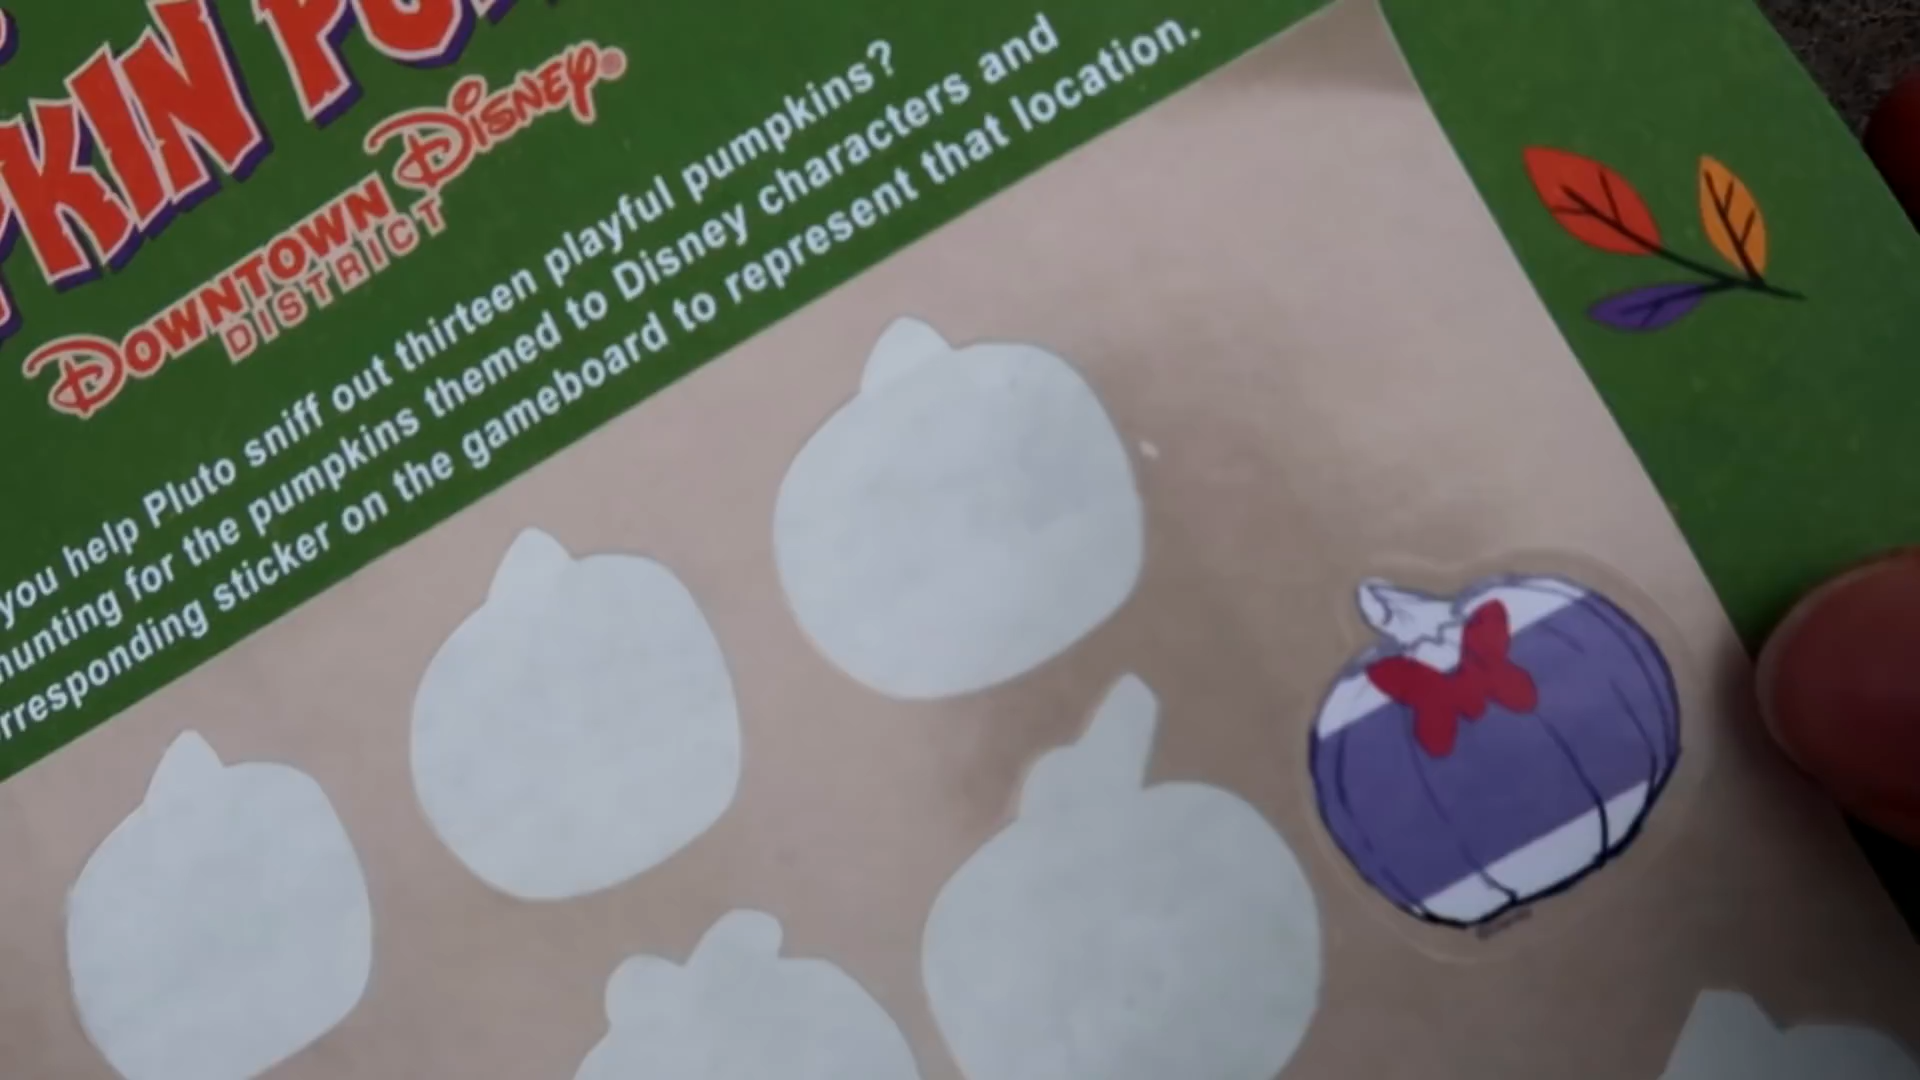 KIN
DOWNTOWN DISNEY
DISTRICT
you help Pluto sniff out thirteen playful pumpkins?
hunting for the pumpkins themed to Disney characters and
rresponding sticker on the gameboard to represent that location.